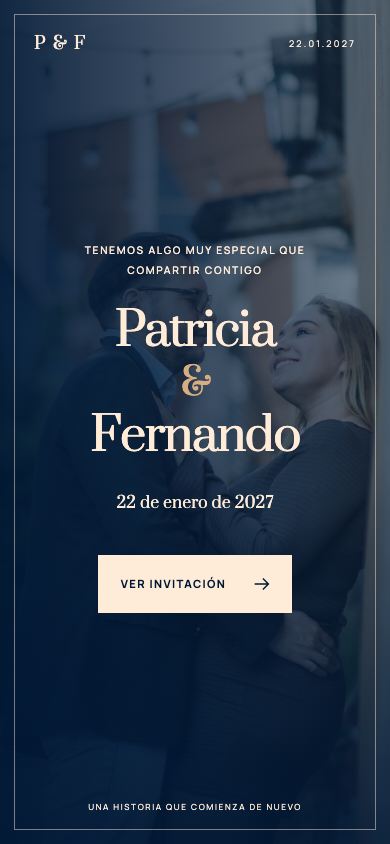 P & F
22.01.2027
TENEMOS ALGO MUY ESPECIAL QUE
COMPARTIR CONTIGO
Patricia
&
Fernando
22 de enero de 2027
VER INVITACIÓN →
UNA HISTORIA QUE COMIENZA DE NUEVO